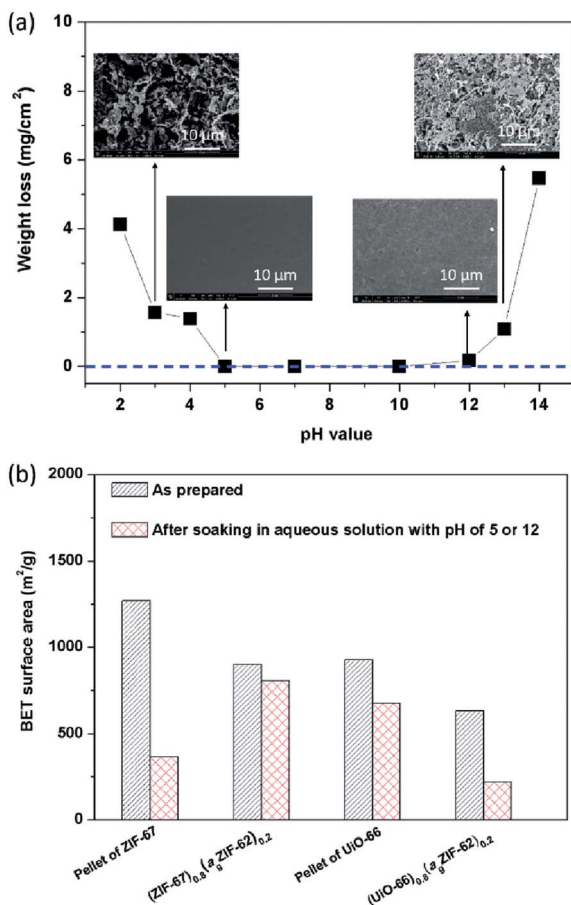 (a)
10
8
6
4
2
0
Weight loss (mg/cm²)
10 μm
10 μm
10 μm
10 μm
2 4 6 8 10 12 14
pH value
(b)
2000
1500
1000
500
0
BET surface area (m²/g)
As prepared
After soaking in aqueous solution with pH of 5 or 12
Pellet of ZIF-67
(ZIF-67)₀.₈(agZIF-62)₀.₂
Pellet of UiO-66
(UiO-66)₀.₈(agZIF-62)₀.₂